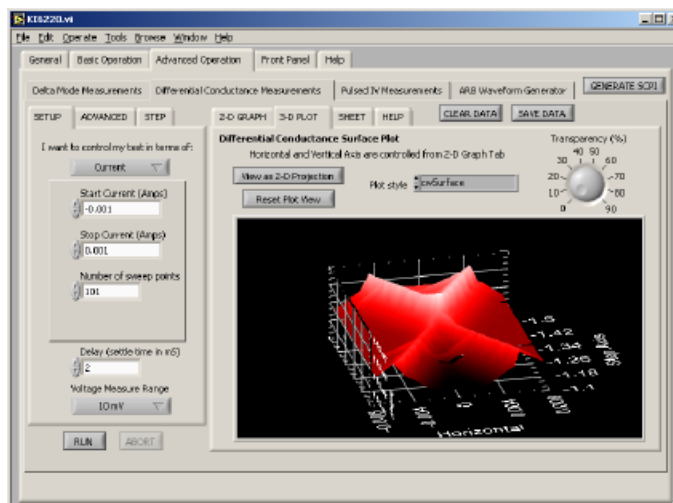 KI6220.vi
File Edit Operate Tools Browse Window Help
General Basic Operation Advanced Operation Front Panel Help
Delta Mode Measurements Differential Conductance Measurements Pulsed IV Measurements ARB Waveform Generator GENERATE SCPI
SETUP ADVANCED STEP
2-D GRAPH 3-D PLOT SHEET HELP CLEAR DATA SAVE DATA
I want to control my test in terms of:
Current
Start Current (Amps)
-0.001
Stop Current (Amps)
0.001
Number of sweep points
101
Delay (settle time in mS)
2
Voltage Measure Range
10 mV
RUN ABORT
Differential Conductance Surface Plot
Horizontal and Vertical Axis are controlled from 2-D Graph Tab
View as 2-D Projection
Reset Plot View
Plot style cwSurface
Transparency (%)
0 10 20 30 40 50 60 70 80 90
-1.5
-1.42
-1.34
-1.26
-1.18
-1.1
Axis
0
Horizontal